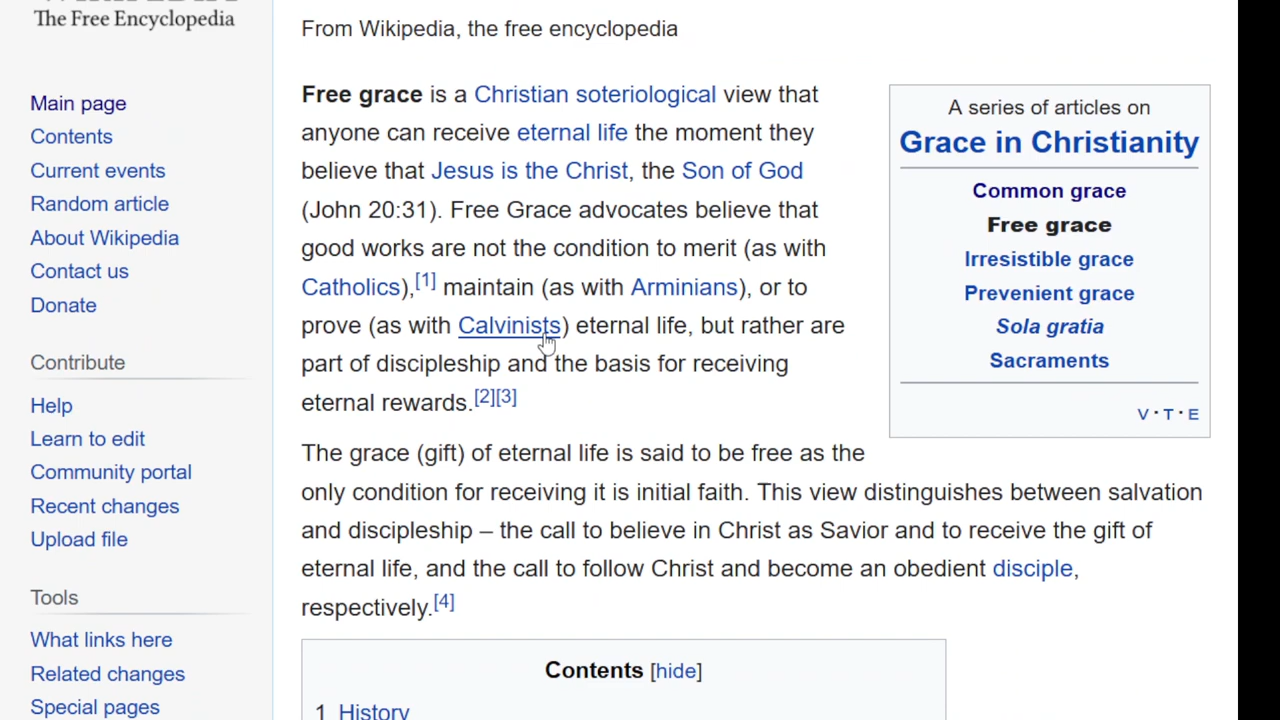 The Free Encyclopedia
Main page
Contents
Current events
Random article
About Wikipedia
Contact us
Donate
Contribute
Help
Learn to edit
Community portal
Recent changes
Upload file
Tools
What links here
Related changes
Special pages
From Wikipedia, the free encyclopedia
Free grace is a Christian soteriological view that
anyone can receive eternal life the moment they
believe that Jesus is the Christ, the Son of God
(John 20:31). Free Grace advocates believe that
good works are not the condition to merit (as with
Catholics),[1] maintain (as with Arminians), or to
prove (as with Calvinists) eternal life, but rather are
part of discipleship and the basis for receiving
eternal rewards.[2][3]
The grace (gift) of eternal life is said to be free as the
only condition for receiving it is initial faith. This view distinguishes between salvation
and discipleship – the call to believe in Christ as Savior and to receive the gift of
eternal life, and the call to follow Christ and become an obedient disciple,
respectively.[4]
Contents [hide]
1 History
A series of articles on
Grace in Christianity
Common grace
Free grace
Irresistible grace
Prevenient grace
Sola gratia
Sacraments
V · T · E